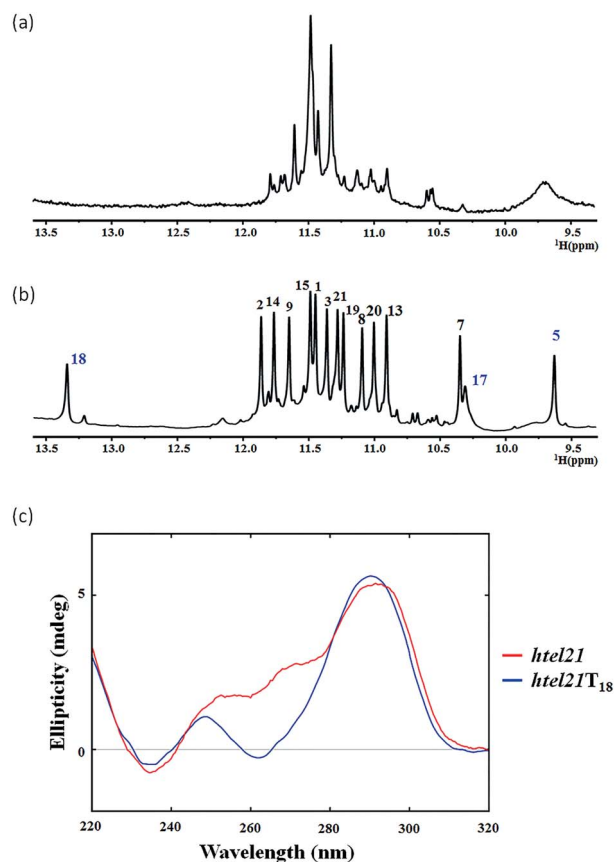 (a)
13.5 13.0 12.5 12.0 11.5 11.0 10.5 10.0 9.5
¹H(ppm)
(b)
18 2 14 9 15 1 3 21 19 8 20 13 7 17 5
13.5 13.0 12.5 12.0 11.5 11.0 10.5 10.0 9.5
¹H(ppm)
(c)
Ellipticity (mdeg)
5
0
220 240 260 280 300 320
Wavelength (nm)
htel21
htel21T₁₈